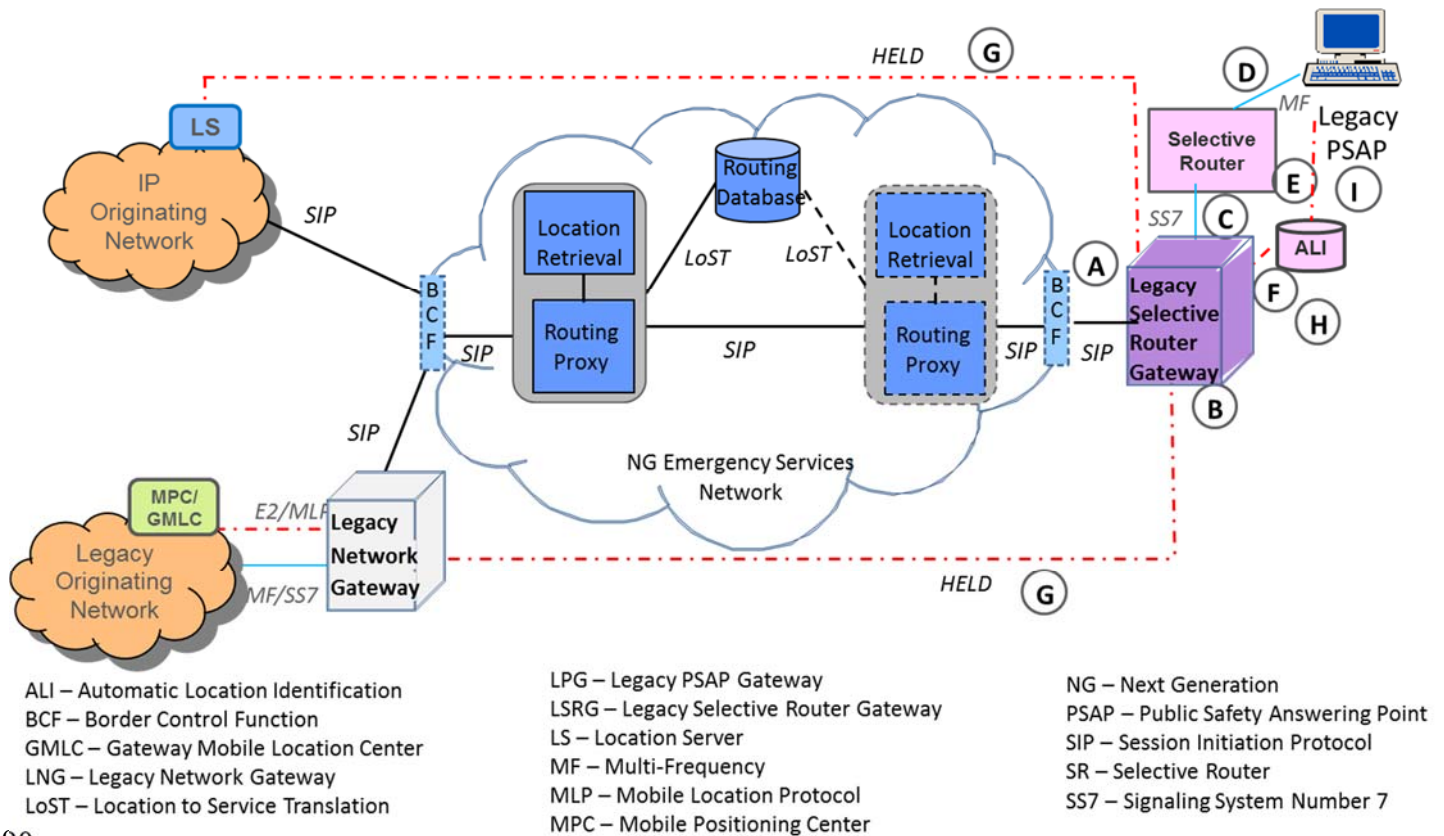 HELD
G
D
MF
Legacy
PSAP
I
LS
IP
Originating
Network
SIP
Selective
Router
E
SS7
C
ALI
F
H
Routing
Database
LoST
LoST
Location
Retrieval
Routing
Proxy
Location
Retrieval
Routing
Proxy
B
C
F
SIP
SIP
SIP
B
C
F
A
SIP
Legacy
Selective
Router
Gateway
B
SIP
NG Emergency Services
Network
MPC/
GMLC
E2/MLP
Legacy
Originating
Network
MF/SS7
Legacy
Network
Gateway
HELD
G
ALI – Automatic Location Identification
BCF – Border Control Function
GMLC – Gateway Mobile Location Center
LNG – Legacy Network Gateway
LoST – Location to Service Translation
LPG – Legacy PSAP Gateway
LSRG – Legacy Selective Router Gateway
LS – Location Server
MF – Multi-Frequency
MLP – Mobile Location Protocol
MPC – Mobile Positioning Center
NG – Next Generation
PSAP – Public Safety Answering Point
SIP – Session Initiation Protocol
SR – Selective Router
SS7 – Signaling System Number 7